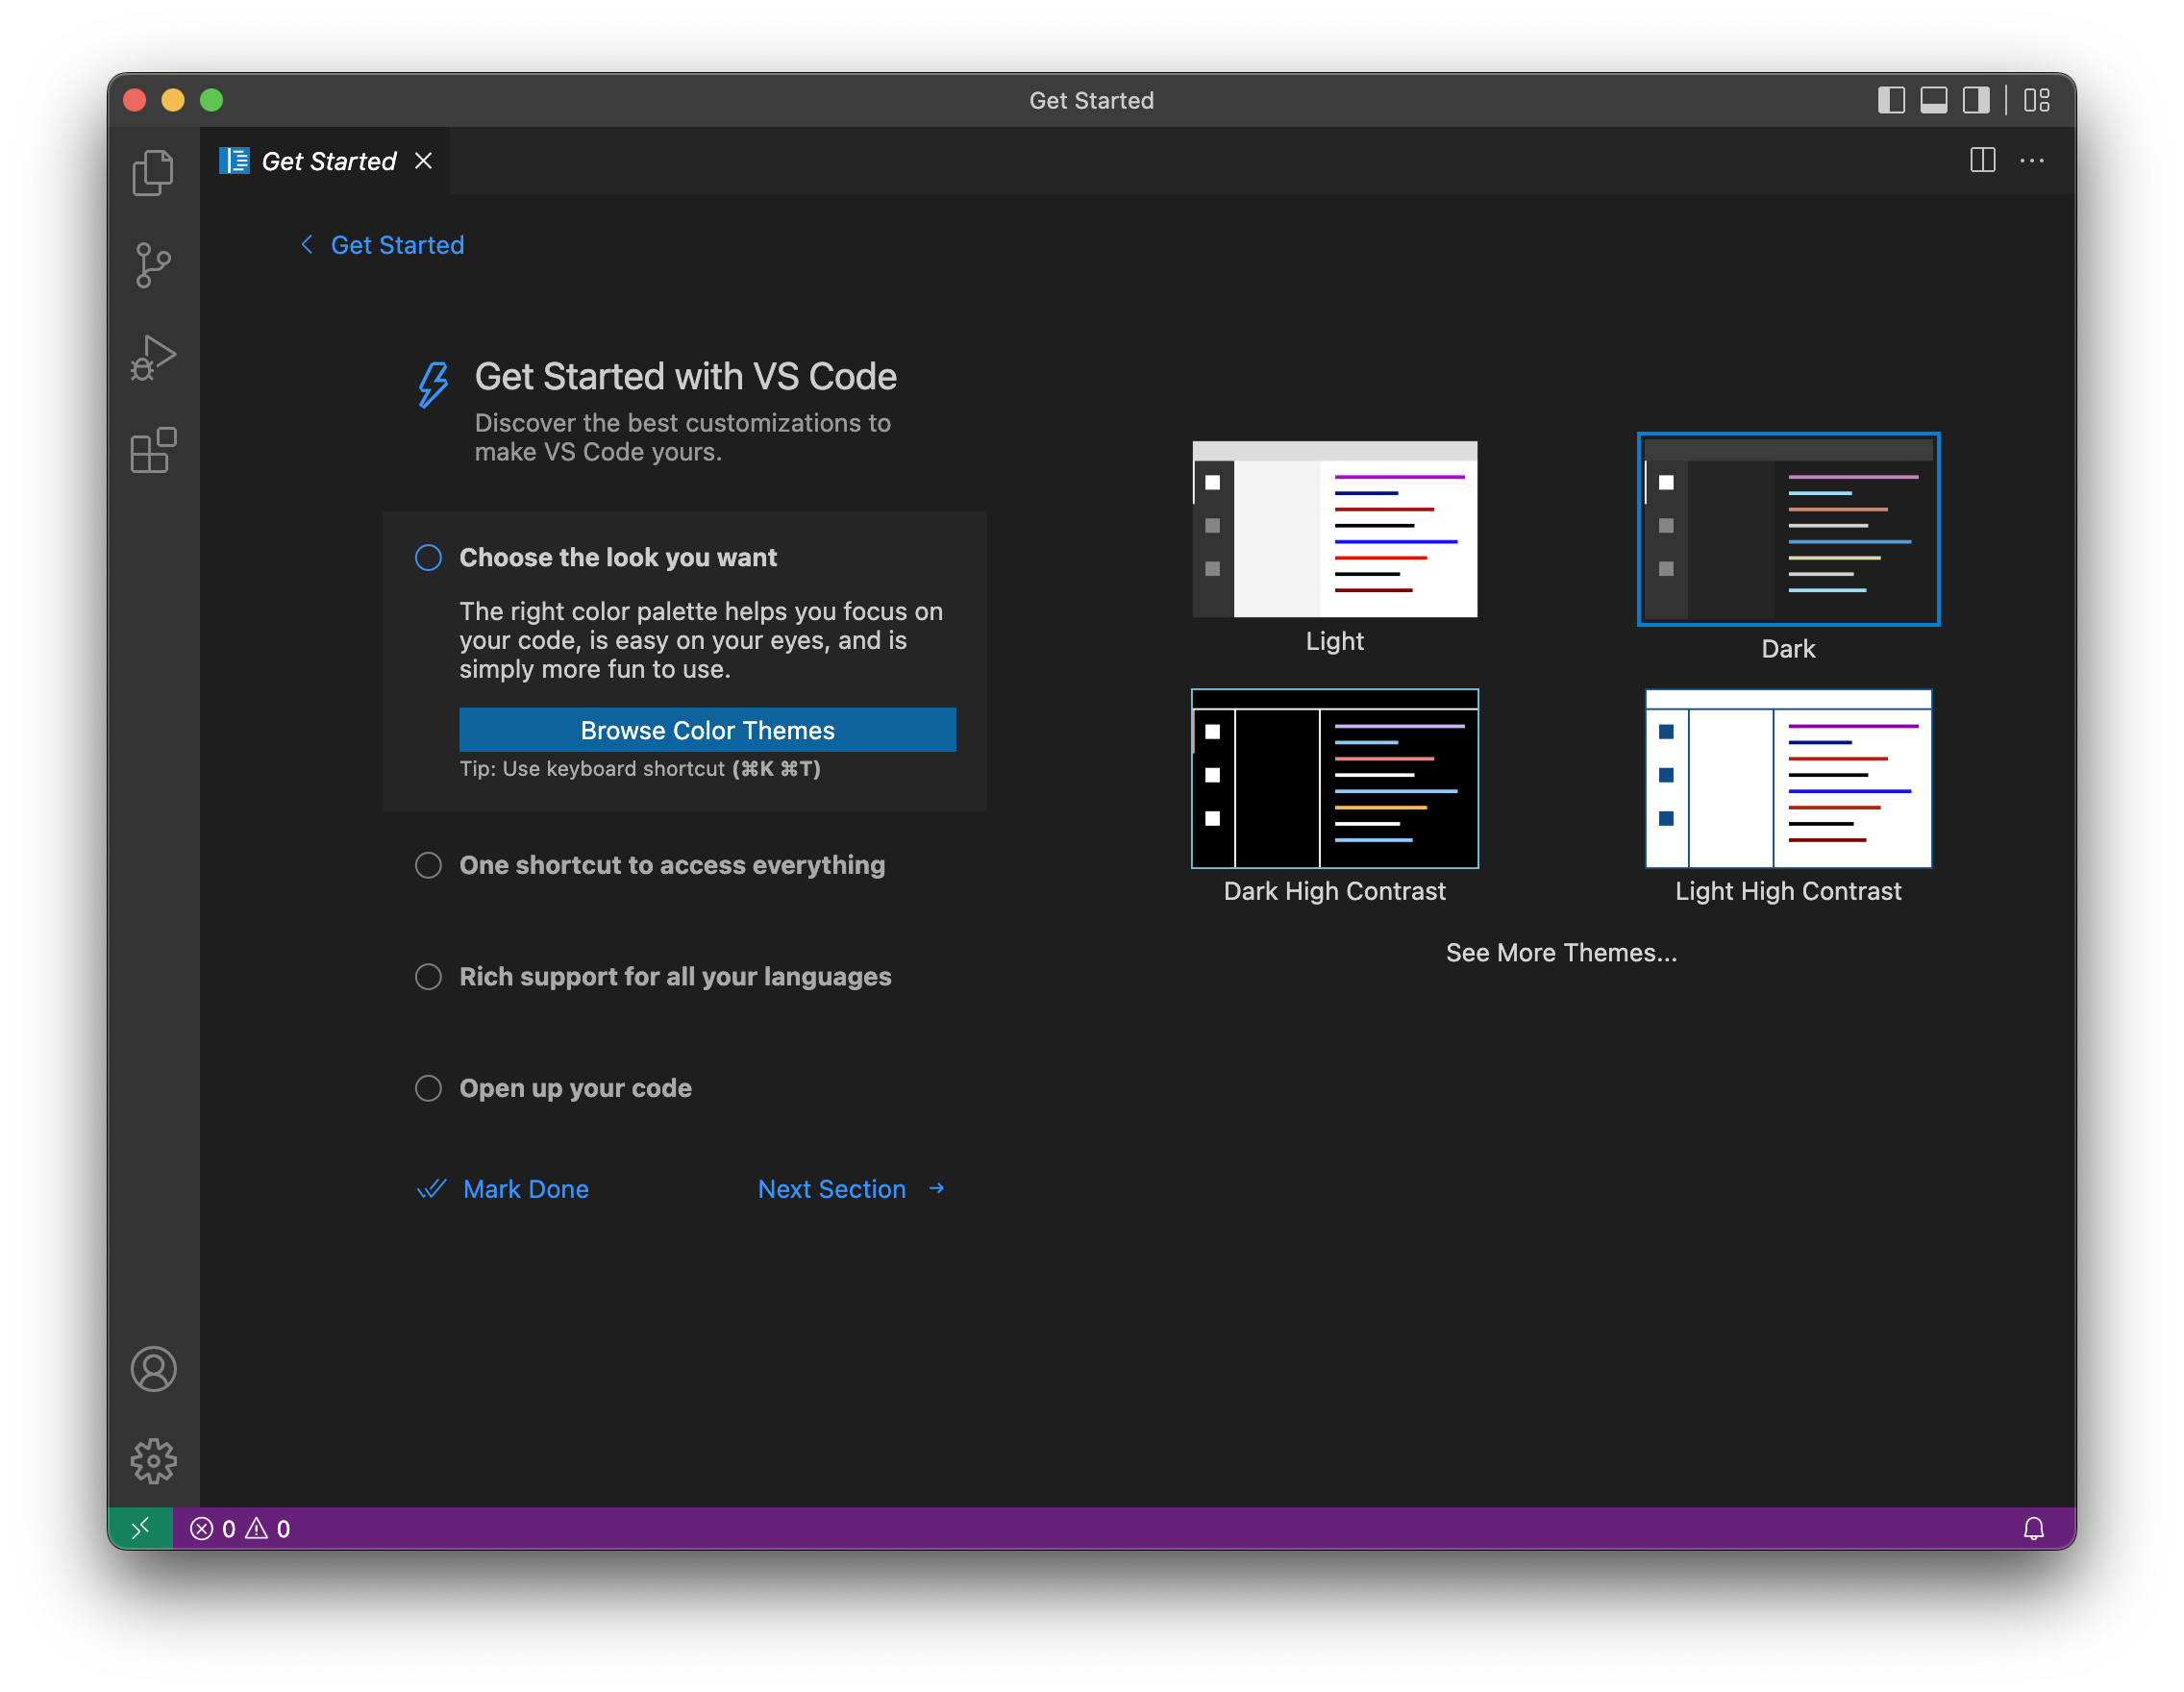 Get Started
Get Started
Get Started
Get Started with VS Code
Discover the best customizations to
make VS Code yours.
Choose the look you want
The right color palette helps you focus on
your code, is easy on your eyes, and is
simply more fun to use.
Browse Color Themes
Tip: Use keyboard shortcut (⌘K ⌘T)
One shortcut to access everything
Rich support for all your languages
Open up your code
Mark Done
Next Section →
Light
Dark
Dark High Contrast
Light High Contrast
See More Themes...
0 0